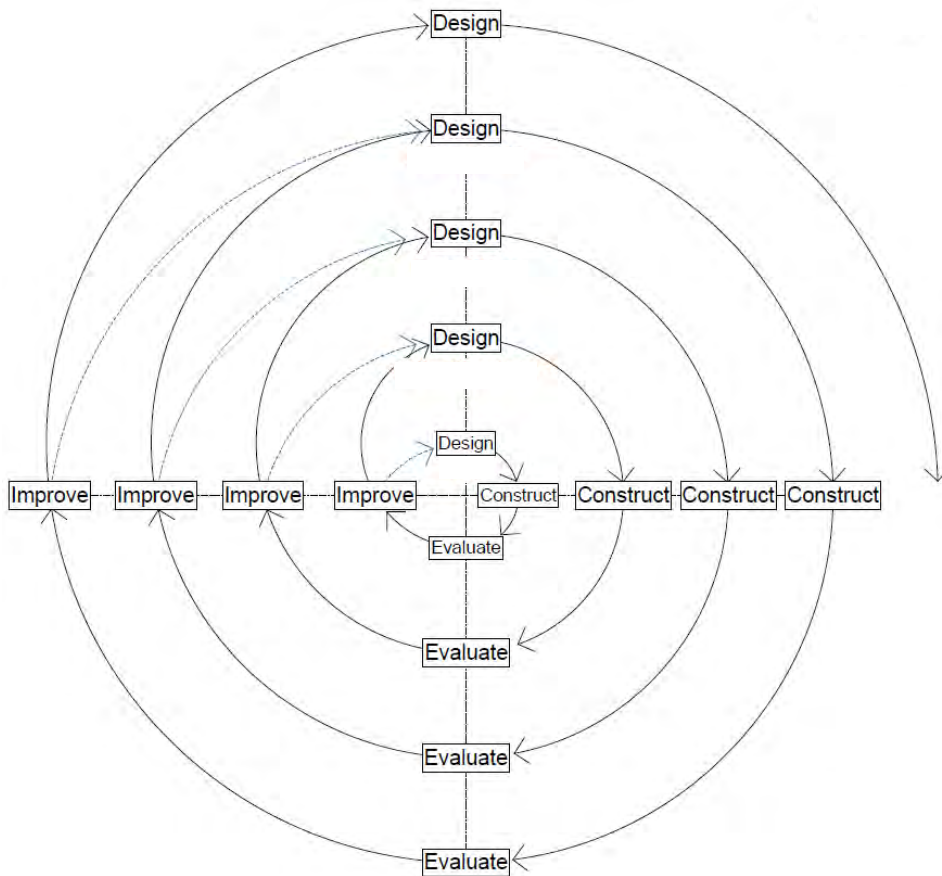 Design
Design
Design
Design
Design
Improve
Improve
Improve
Improve
Construct
Construct
Construct
Construct
Evaluate
Evaluate
Evaluate
Evaluate